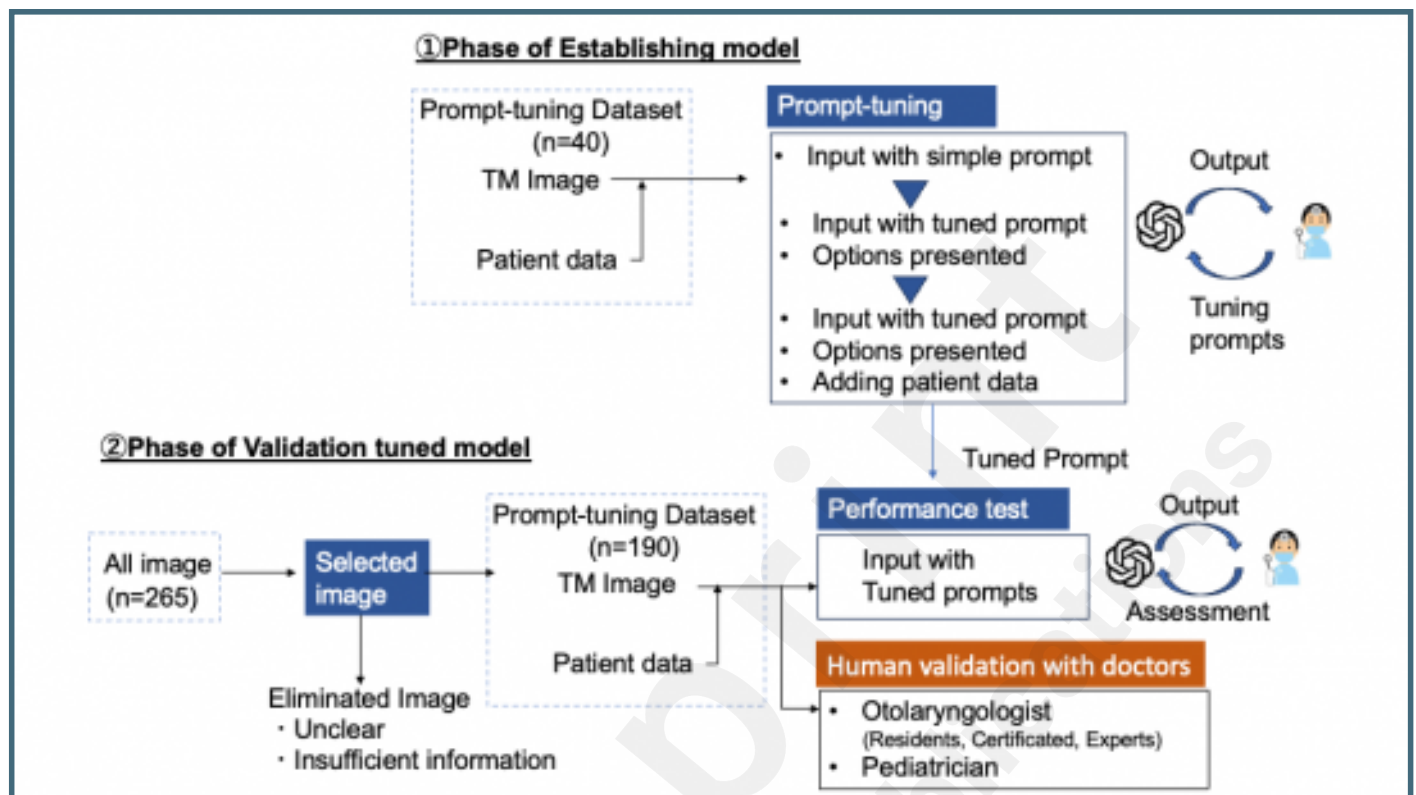 ①Phase of Establishing model
Prompt-tuning Dataset
(n=40)
TM Image
Patient data
Prompt-tuning
• Input with simple prompt
• Input with tuned prompt
• Options presented
• Input with tuned prompt
• Options presented
• Adding patient data
Output
Tuning
prompts
Tuned Prompt
②Phase of Validation tuned model
All image
(n=265)
Selected
image
Eliminated Image
・Unclear
・Insufficient information
Prompt-tuning Dataset
(n=190)
TM Image
Patient data
Performance test
Input with
Tuned prompts
Output
Assessment
Human validation with doctors
• Otolaryngologist
(Residents, Certificated, Experts)
• Pediatrician